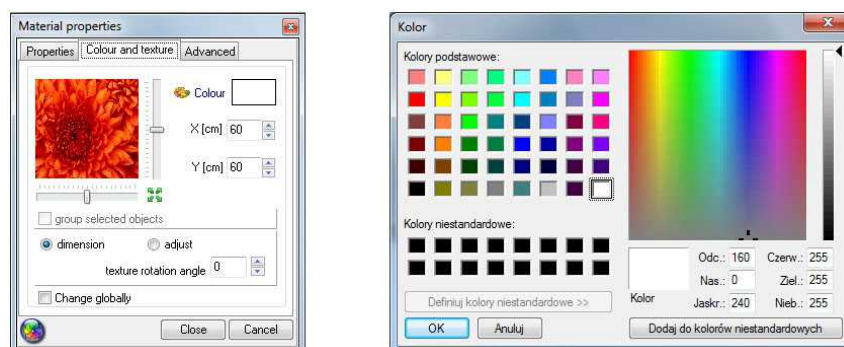 Material properties
Properties Colour and texture Advanced
Colour
X [cm] 60
Y [cm] 60
group selected objects
dimension adjust
texture rotation angle 0
Change globally
Close Cancel
Kolor
Kolory podstawowe:
Kolory niestandardowe:
Definiuj kolory niestandardowe >>
OK Anuluj
Kolor
Odc.: 160 Czerw.: 255
Nas.: 0 Ziel.: 255
Jaskr.: 240 Nieb.: 255
Dodaj do kolorów niestandardowych